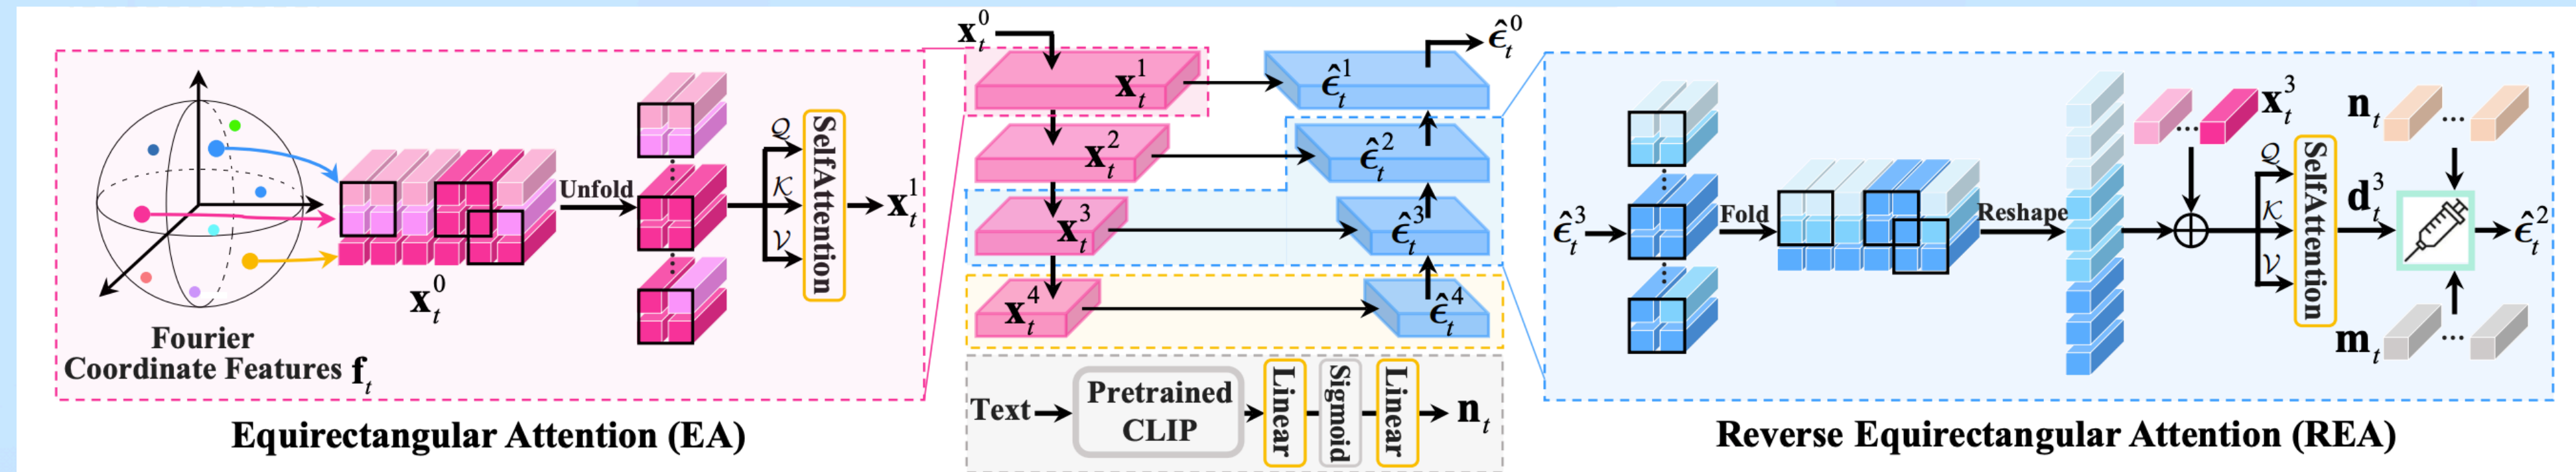 Fourier
Coordinate Features f_t
x_t^0
Unfold
Q
K
V
SelfAttention
x_t^1
Equirectangular Attention (EA)
x_t^0
ε̂_t^0
x_t^1
ε̂_t^1
x_t^2
ε̂_t^2
x_t^3
ε̂_t^3
x_t^4
ε̂_t^4
Text
Pretrained
CLIP
Linear
Sigmoid
Linear
n_t
ε̂_t^3
Fold
Reshape
...
x_t^3
Q
K
V
SelfAttention
d_t^3
n_t
...
m_t
...
ε̂_t^2
Reverse Equirectangular Attention (REA)